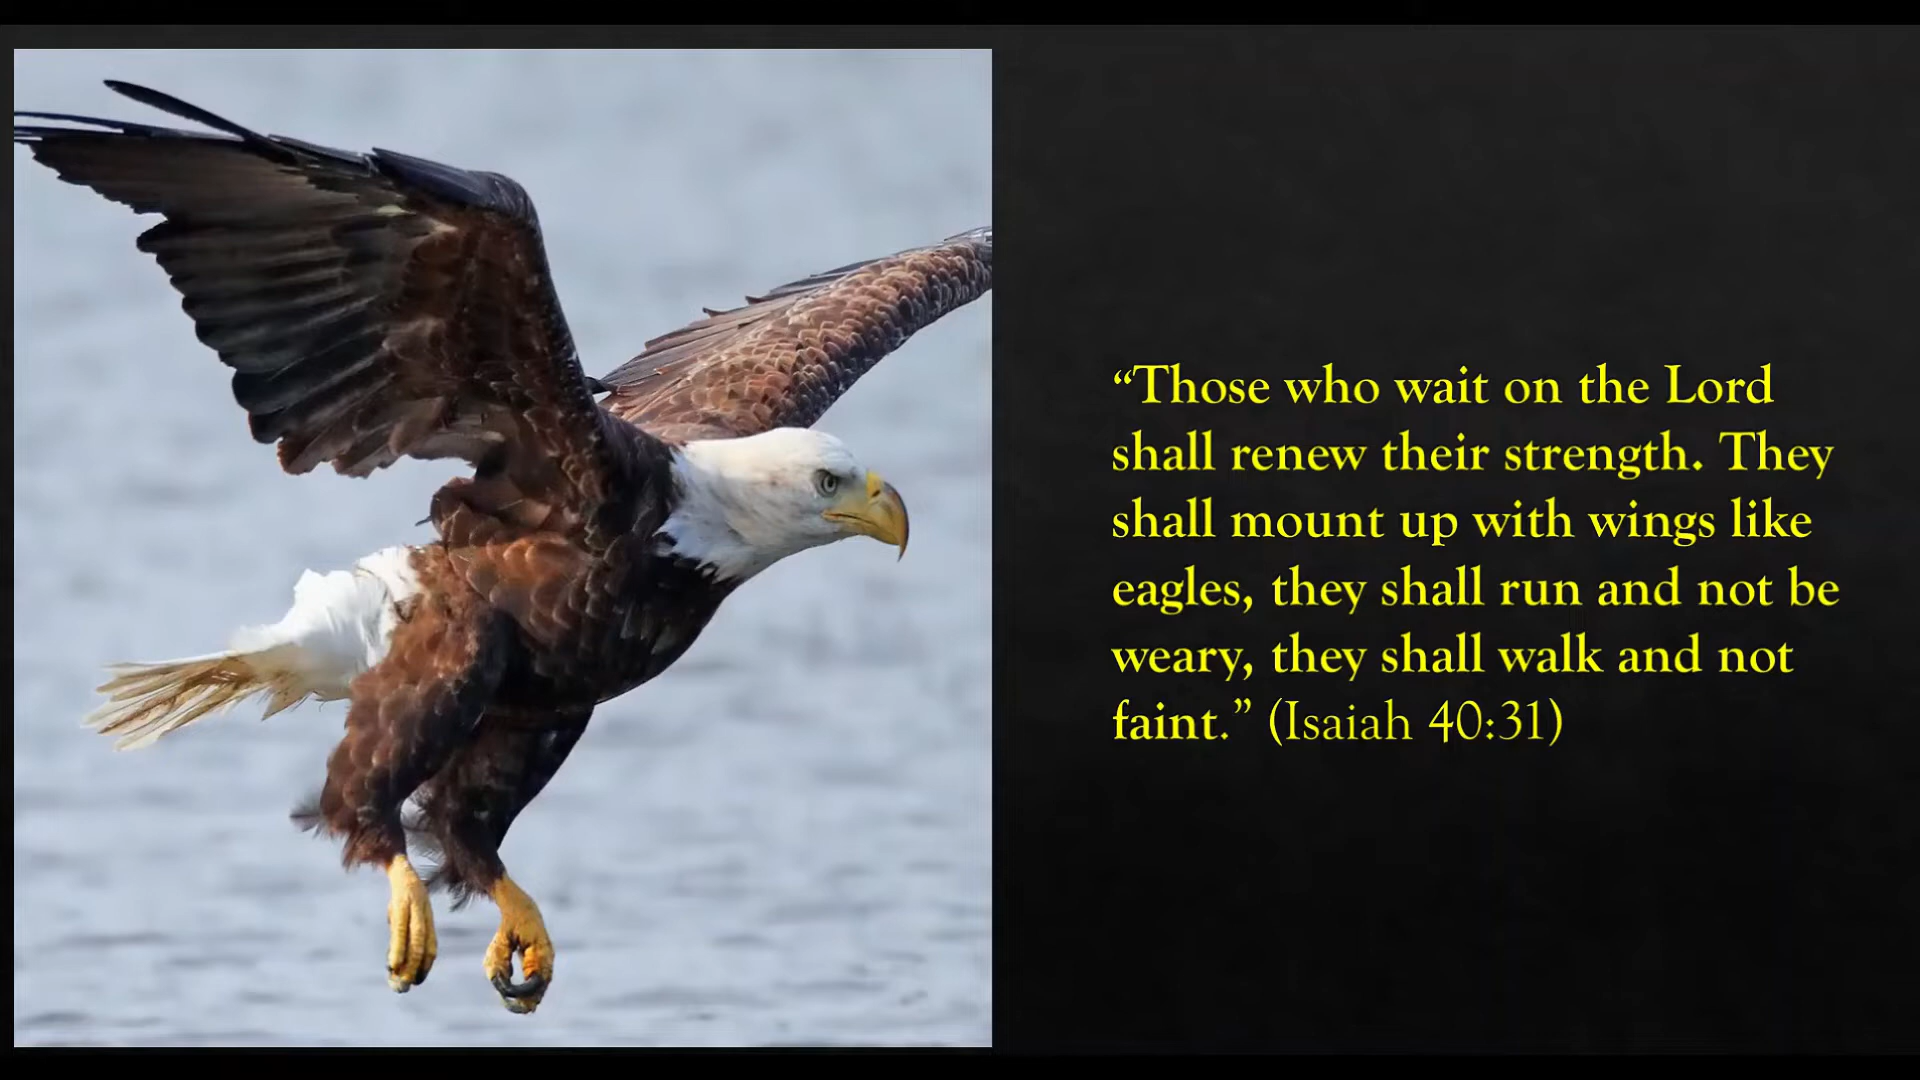 “Those who wait on the Lord
shall renew their strength. They
shall mount up with wings like
eagles, they shall run and not be
weary, they shall walk and not
faint.” (Isaiah 40:31)